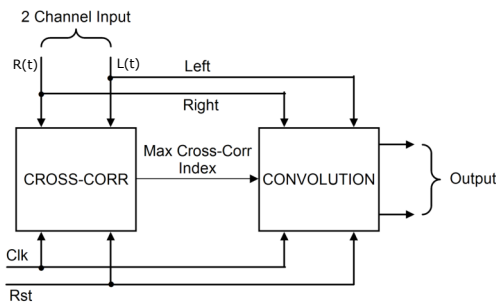 2 Channel Input
R(t)
L(t)
Left
Right
CROSS-CORR
Max Cross-Corr
Index
CONVOLUTION
Output
Clk
Rst